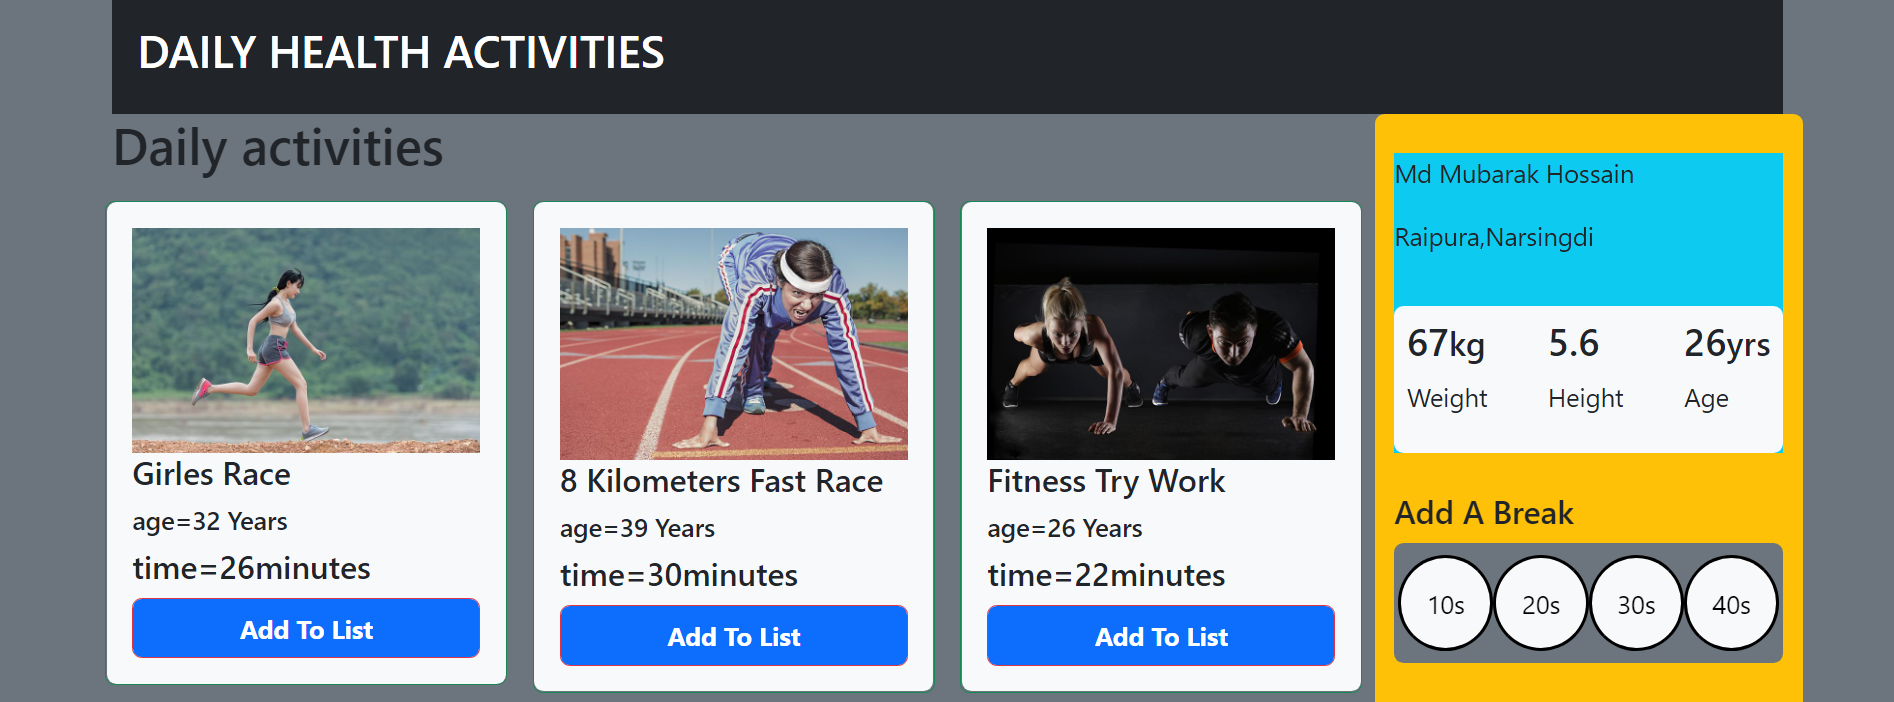 DAILY HEALTH ACTIVITIES
Daily activities
Girles Race
age=32 Years
time=26minutes
Add To List
8 Kilometers Fast Race
age=39 Years
time=30minutes
Add To List
Fitness Try Work
age=26 Years
time=22minutes
Add To List
Md Mubarak Hossain
Raipura,Narsingdi
67kg 5.6 26yrs
Weight Height Age
Add A Break
10s 20s 30s 40s